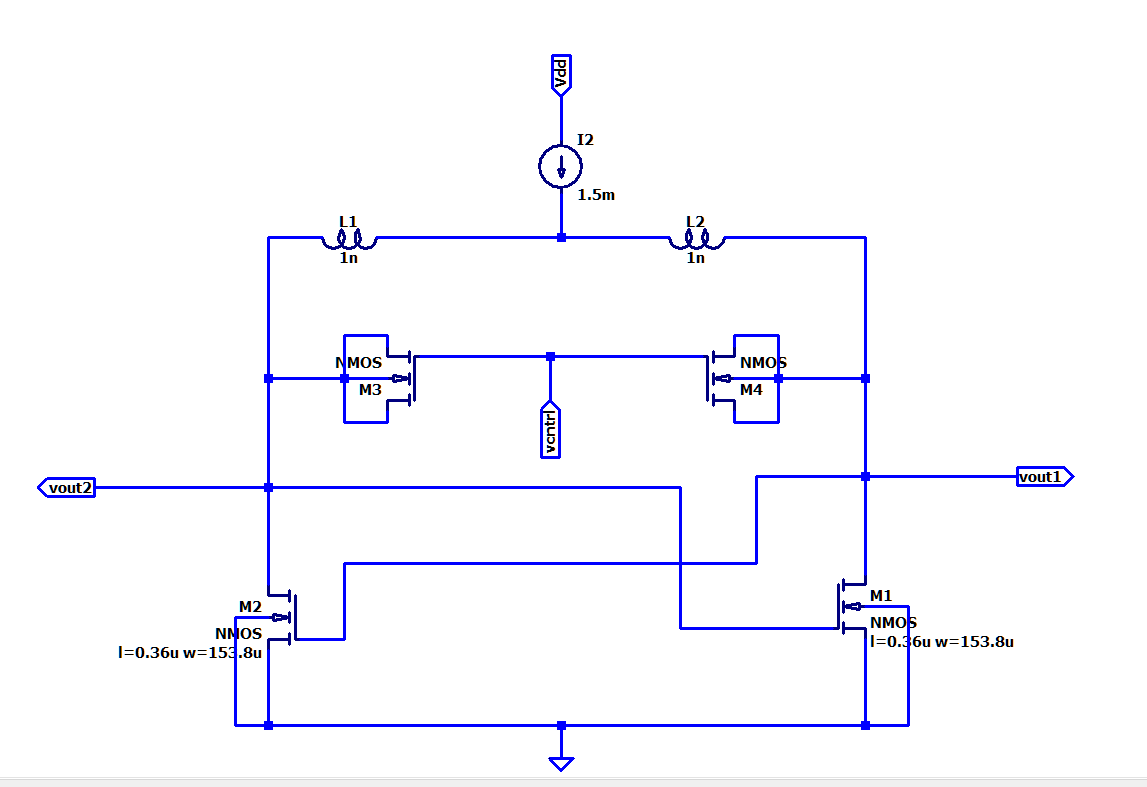 Vdd
I2
1.5m
L1
1n
L2
1n
NMOS
M3
NMOS
M4
vcntrl
vout2
vout1
M2
NMOS
l=0.36u w=153.8u
M1
NMOS
l=0.36u w=153.8u